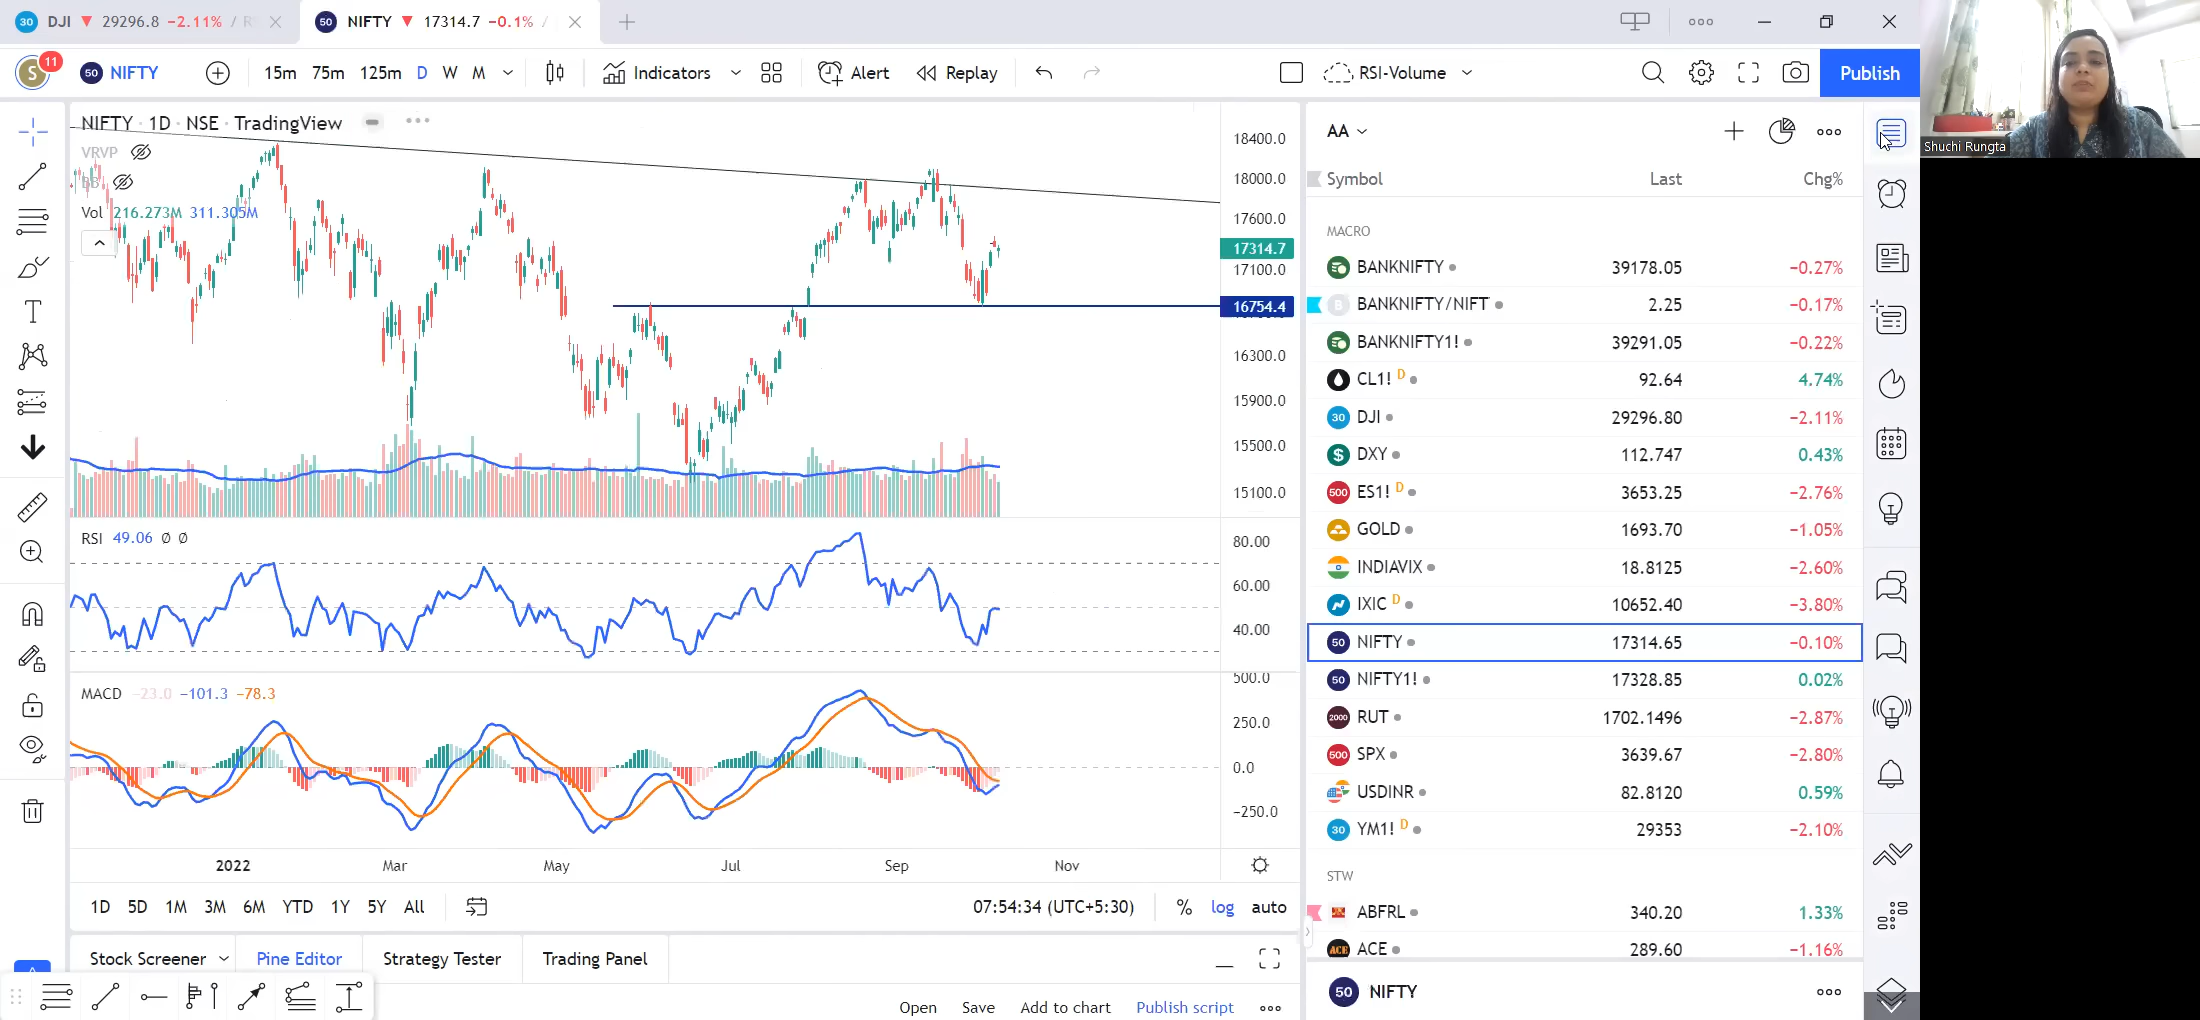 DJI ▼ 29296.8 −2.11% / R
NIFTY ▼ 17314.7 −0.1% /
S 11 NIFTY 15m 75m 125m D W M Indicators Alert Replay RSI-Volume Publish
NIFTY · 1D · NSE · TradingView
VRVP
BB
Vol 216.273M 311.305M
18400.0
18000.0
17600.0
17314.7
17100.0
16754.4
16300.0
15900.0
15500.0
15100.0
RSI 49.06 Ø Ø
80.00
60.00
40.00
MACD −23.0 −101.3 −78.3
500.0
250.0
0.0
−250.0
2022 Mar May Jul Sep Nov
1D 5D 1M 3M 6M YTD 1Y 5Y All 07:54:34 (UTC+5:30) % log auto
Stock Screener Pine Editor Strategy Tester Trading Panel
Open Save Add to chart Publish script
AA
Symbol Last Chg%
MACRO
BANKNIFTY 39178.05 −0.27%
BANKNIFTY/NIFT 2.25 −0.17%
BANKNIFTY1! 39291.05 −0.22%
CL1! D 92.64 4.74%
30 DJI 29296.80 −2.11%
$ DXY 112.747 0.43%
500 ES1! D 3653.25 −2.76%
GOLD 1693.70 −1.05%
INDIAVIX 18.8125 −2.60%
IXIC D 10652.40 −3.80%
50 NIFTY 17314.65 −0.10%
50 NIFTY1! 17328.85 0.02%
2000 RUT 1702.1496 −2.87%
500 SPX 3639.67 −2.80%
USDINR 82.8120 0.59%
30 YM1! D 29353 −2.10%
STW
ABFRL 340.20 1.33%
ACE ACE 289.60 −1.16%
50 NIFTY
Shuchi Rungta